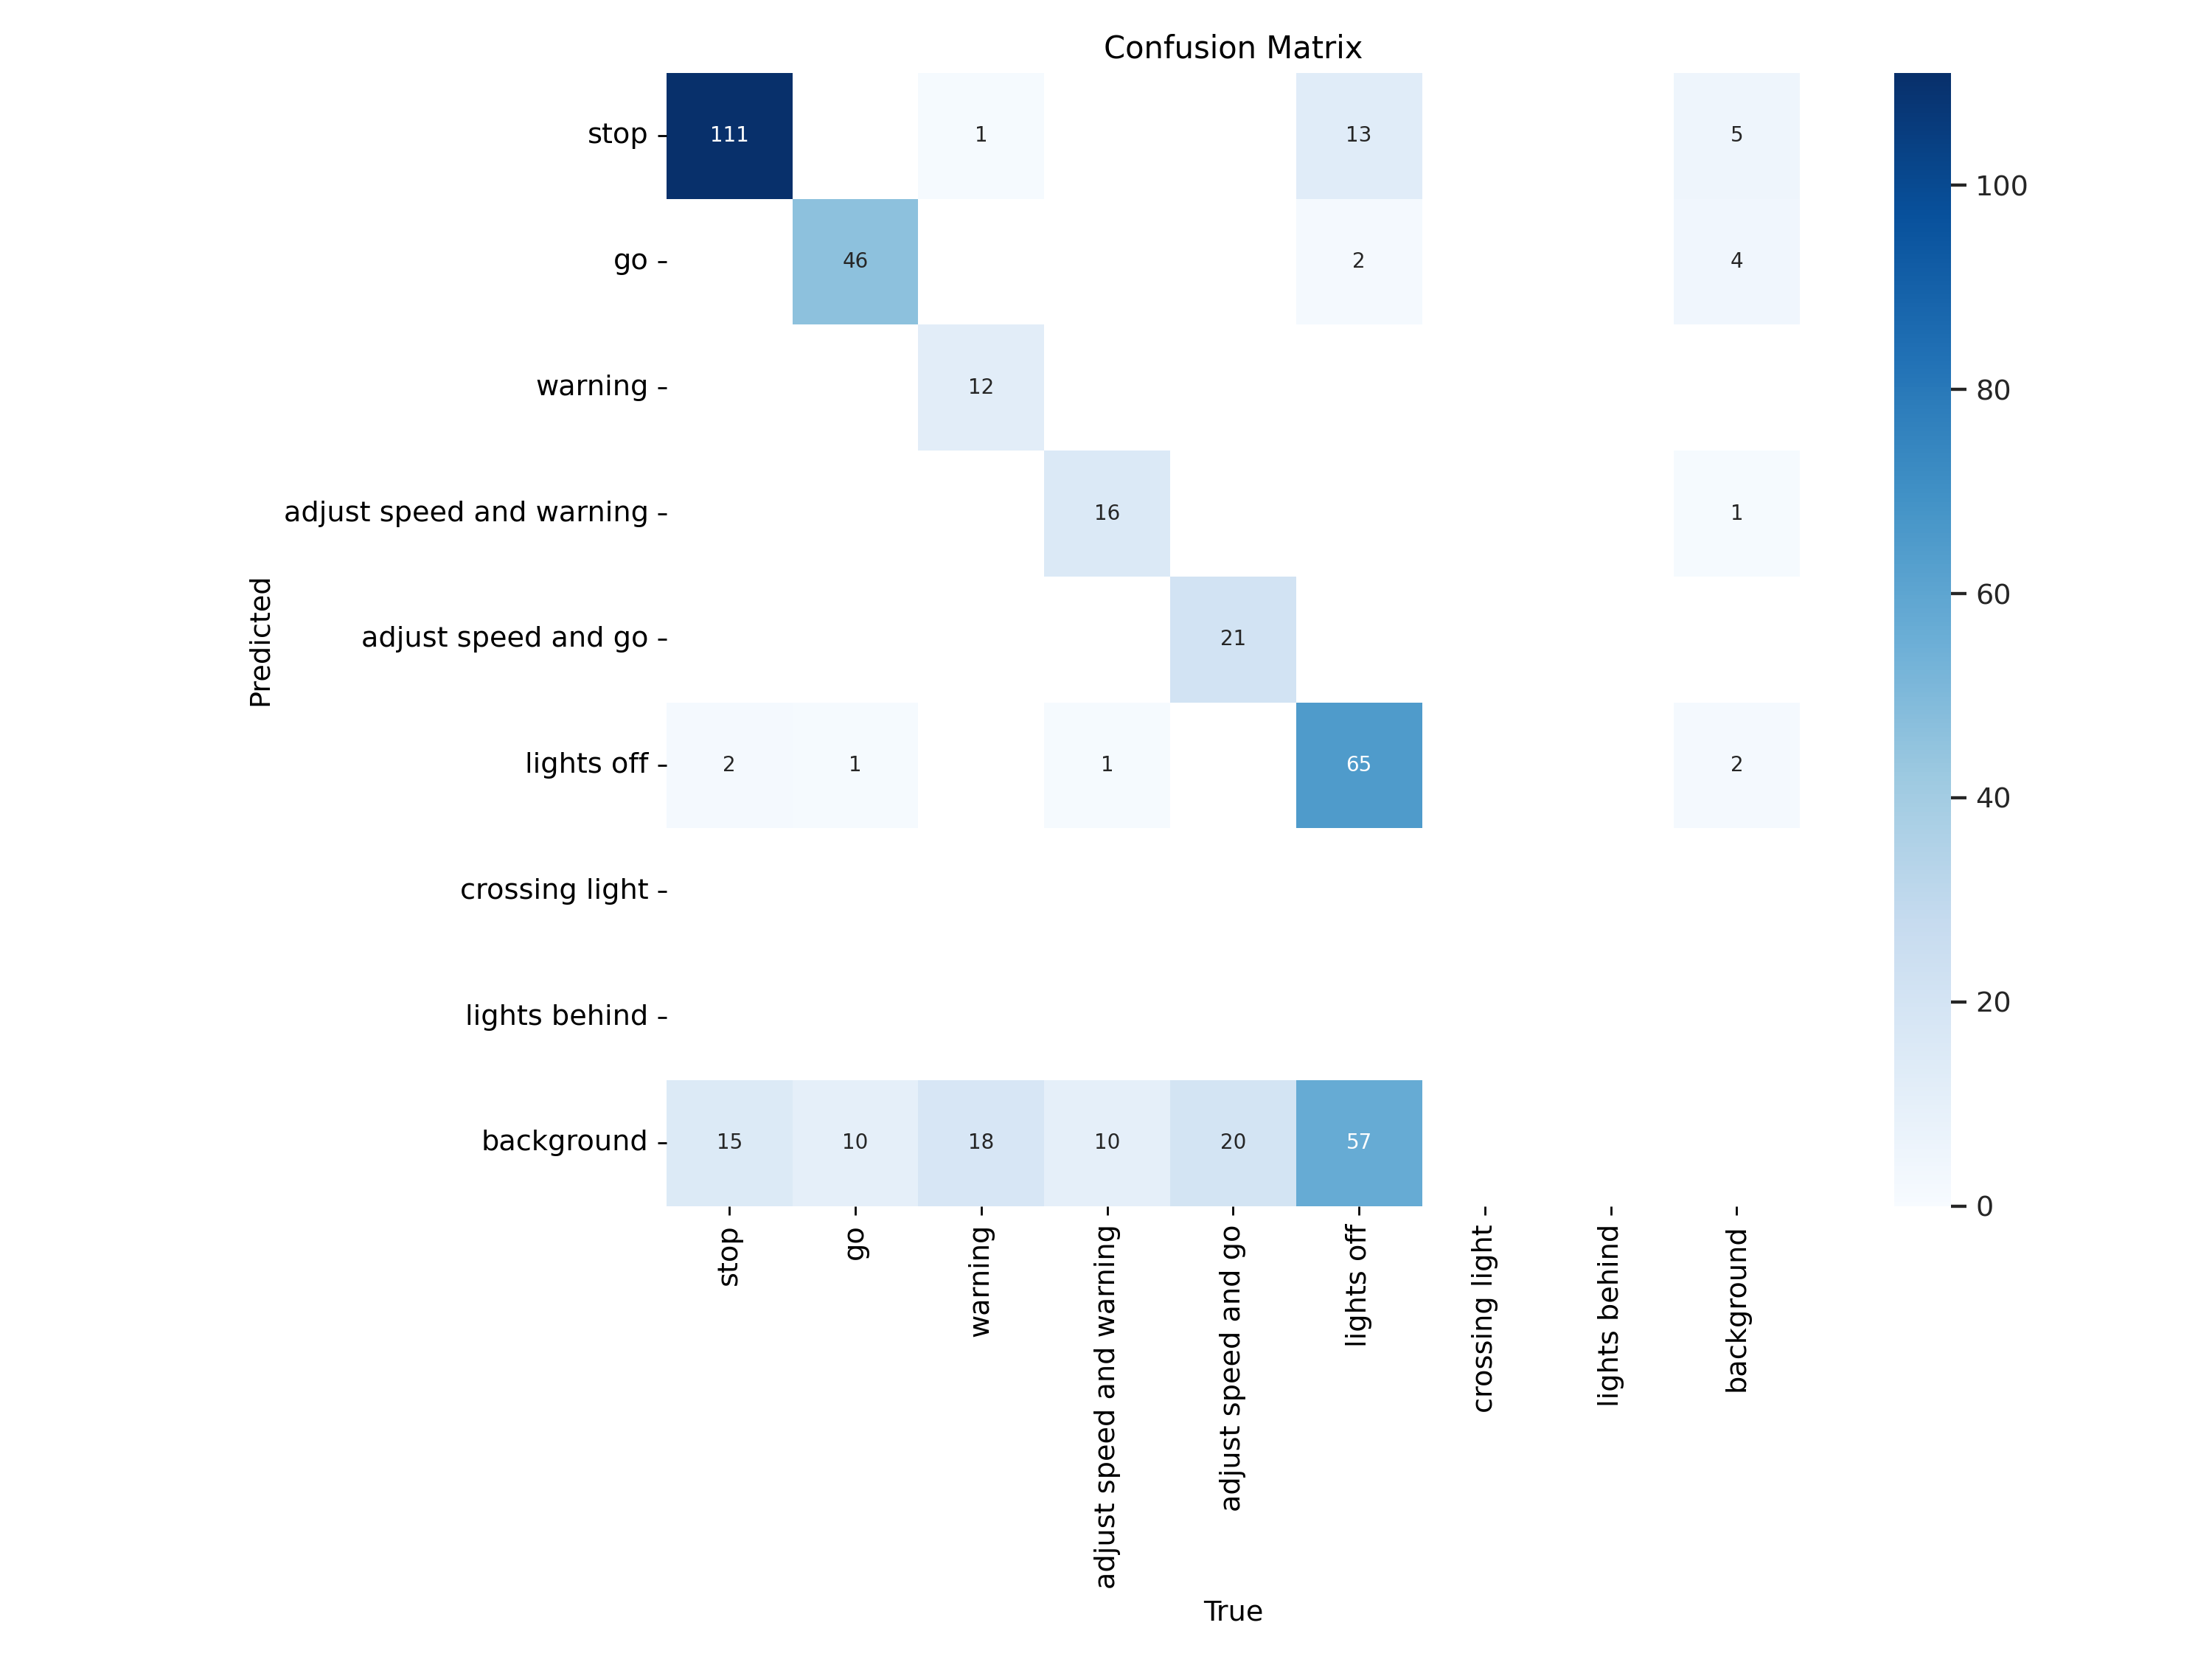 Confusion Matrix
stop
111
1
13
5
100
go
46
2
4
80
warning
12
adjust speed and warning
16
1
60
Predicted
adjust speed and go
21
lights off
2
1
1
65
2
40
crossing light
lights behind
20
background
15
10
18
10
20
57
0
stop
go
warning
adjust speed and warning
adjust speed and go
lights off
crossing light
lights behind
background
True